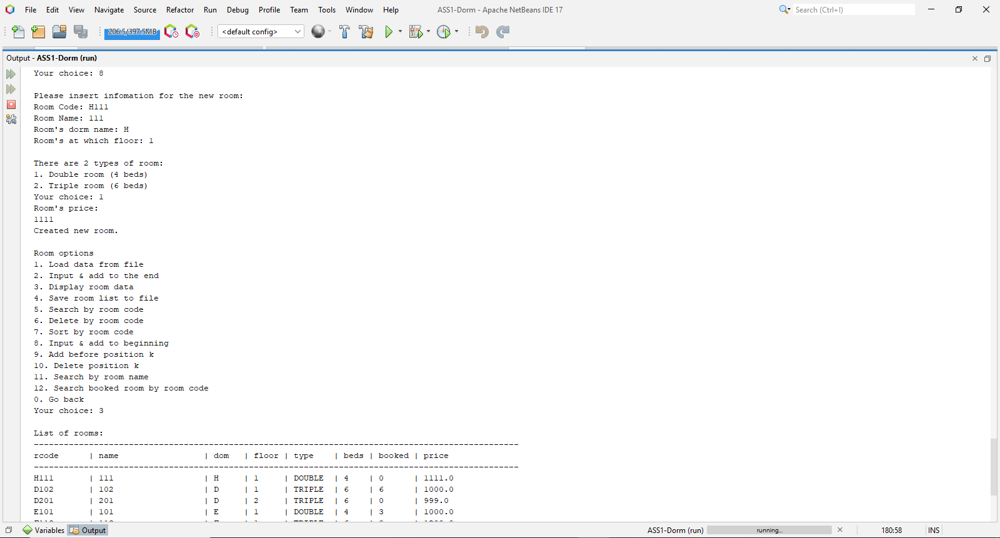 File Edit View Navigate Source Refactor Run Debug Profile Team Tools Window Help ASS1-Dorm - Apache NetBeans IDE 17 Search (Ctrl+I)
206.5/397.5MB <default config>
Output - ASS1-Dorm (run)
Your choice: 8
Please insert infomation for the new room:
Room Code: H111
Room Name: 111
Room's dorm name: H
Room's at which floor: 1
There are 2 types of room:
1. Double room (4 beds)
2. Triple room (6 beds)
Your choice: 1
Room's price:
1111
Created new room.
Room options
1. Load data from file
2. Input & add to the end
3. Display room data
4. Save room list to file
5. Search by room code
6. Delete by room code
7. Sort by room code
8. Input & add to beginning
9. Add before position k
10. Delete position k
11. Search by room name
12. Search booked room by room code
0. Go back
Your choice: 3
List of rooms:
-------------------------------------------------------------------------------------------------
rcode | name | dom | floor | type | beds | booked | price
-------------------------------------------------------------------------------------------------
H111 | 111 | H | 1 | DOUBLE | 4 | 0 | 1111.0
D102 | 102 | D | 1 | TRIPLE | 6 | 6 | 1000.0
D201 | 201 | D | 2 | TRIPLE | 6 | 0 | 999.0
E101 | 101 | E | 1 | DOUBLE | 4 | 3 | 1000.0
Variables Output ASS1-Dorm (run) running... 180:58 INS